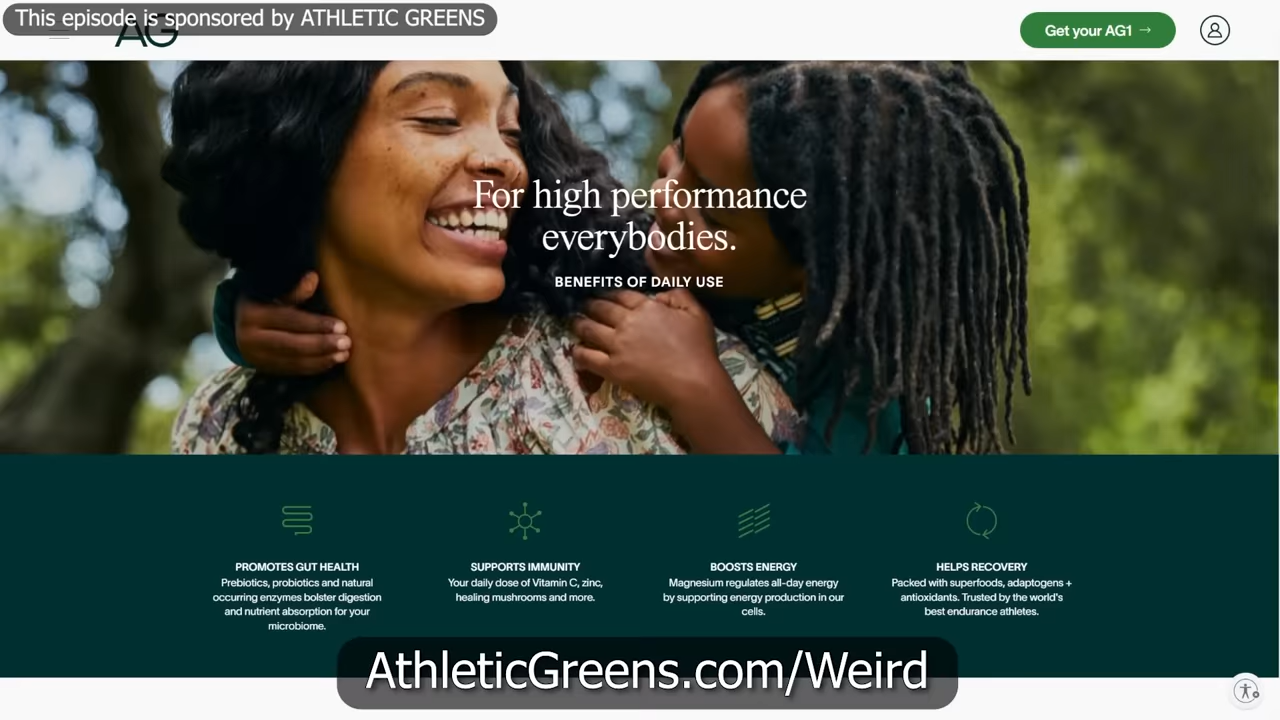 This episode is sponsored by ATHLETIC GREENS
AG
Get your AG1 →
For high performance
everybodies.
BENEFITS OF DAILY USE
PROMOTES GUT HEALTH
Prebiotics, probiotics and natural
occurring enzymes bolster digestion
and nutrient absorption for your
microbiome.
SUPPORTS IMMUNITY
Your daily dose of Vitamin C, zinc,
healing mushrooms and more.
BOOSTS ENERGY
Magnesium regulates all-day energy
by supporting energy production in our
cells.
HELPS RECOVERY
Packed with superfoods, adaptogens +
antioxidants. Trusted by the world's
best endurance athletes.
AthleticGreens.com/Weird